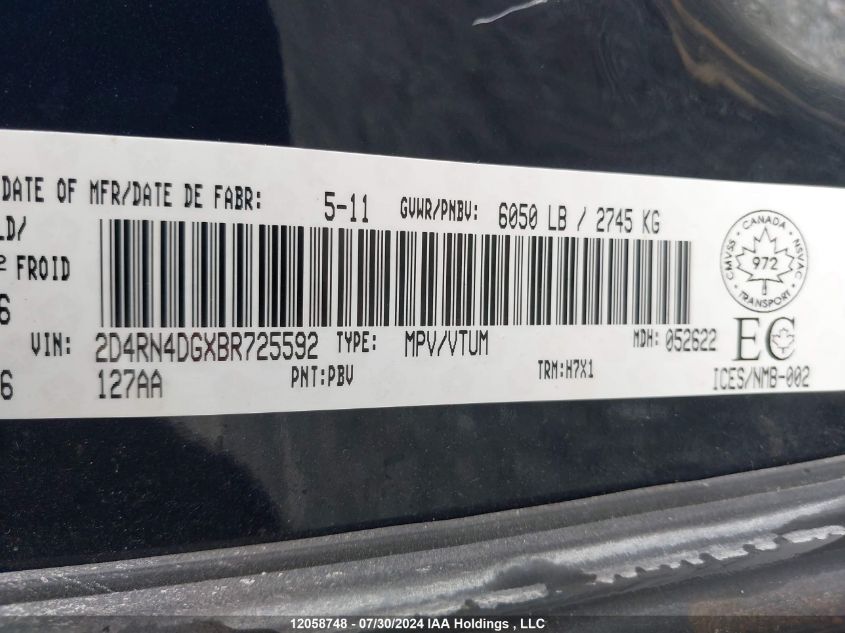 DATE OF MFR/DATE DE FABR: 5-11 GVWR/PNBV: 6050 LB / 2745 KG
LD/
FROID
6
VIN: 2D4RN4DGXBR725592 TYPE: MPV/VTUM MDH: 052622
6 127AA PNT:PBV TRM:H7X1
CANADA
CMVSS NSVAC
972
TRANSPORT
EC
ICES/NMB-002
12058748 - 07/30/2024 IAA Holdings , LLC